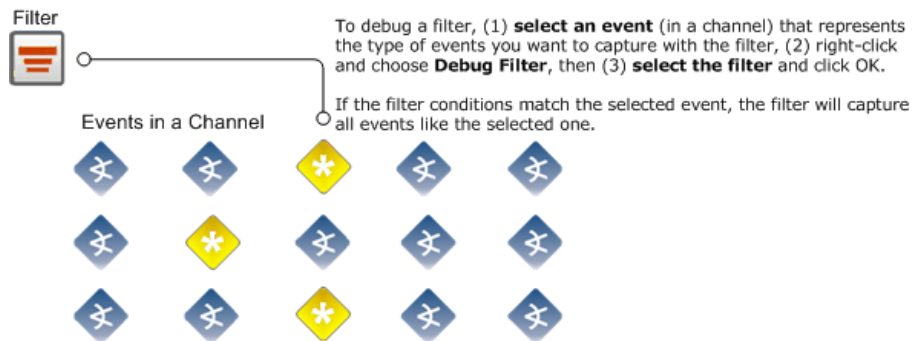 Filter
To debug a filter, (1) select an event (in a channel) that represents
the type of events you want to capture with the filter, (2) right-click
and choose Debug Filter, then (3) select the filter and click OK.
If the filter conditions match the selected event, the filter will capture
all events like the selected one.
Events in a Channel